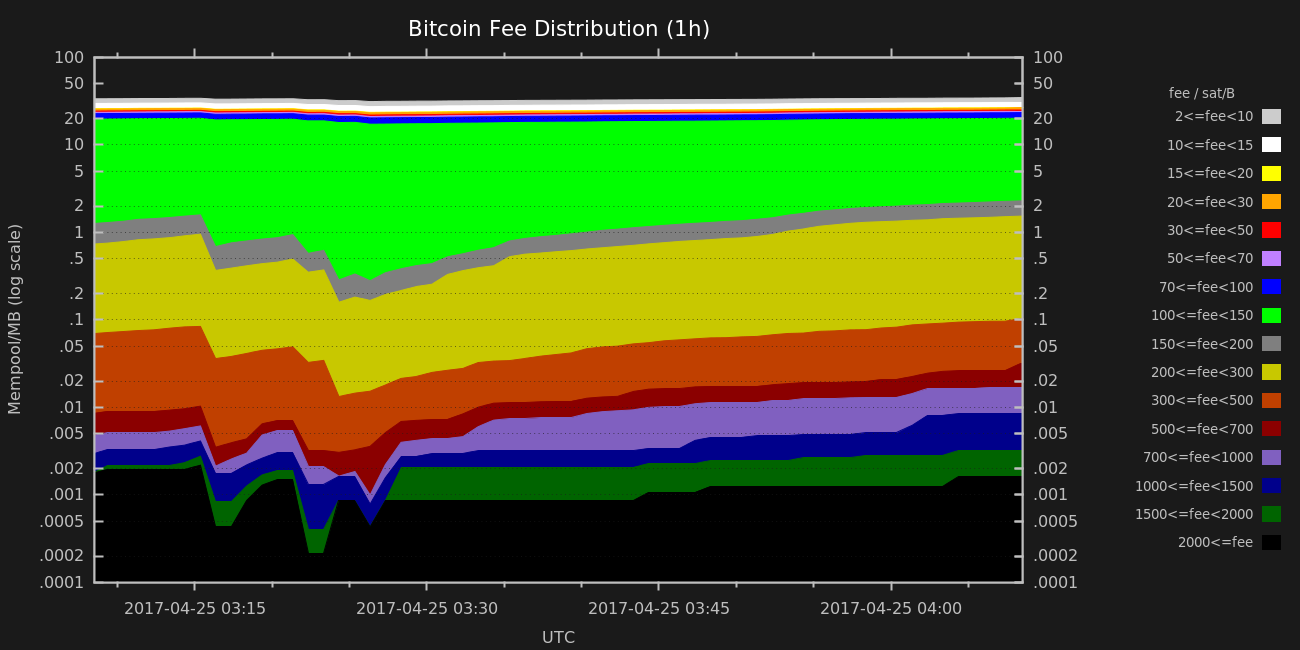 Bitcoin Fee Distribution (1h)
100 100
50 50
20 20
10 10
5 5
2 2
1 1
.5 .5
.2 .2
.1 .1
.05 .05
.02 .02
.01 .01
.005 .005
.002 .002
.001 .001
.0005 .0005
.0002 .0002
.0001 .0001
Mempool/MB (log scale)
2017-04-25 03:15 2017-04-25 03:30 2017-04-25 03:45 2017-04-25 04:00
UTC
fee / sat/B
2<=fee<10
10<=fee<15
15<=fee<20
20<=fee<30
30<=fee<50
50<=fee<70
70<=fee<100
100<=fee<150
150<=fee<200
200<=fee<300
300<=fee<500
500<=fee<700
700<=fee<1000
1000<=fee<1500
1500<=fee<2000
2000<=fee